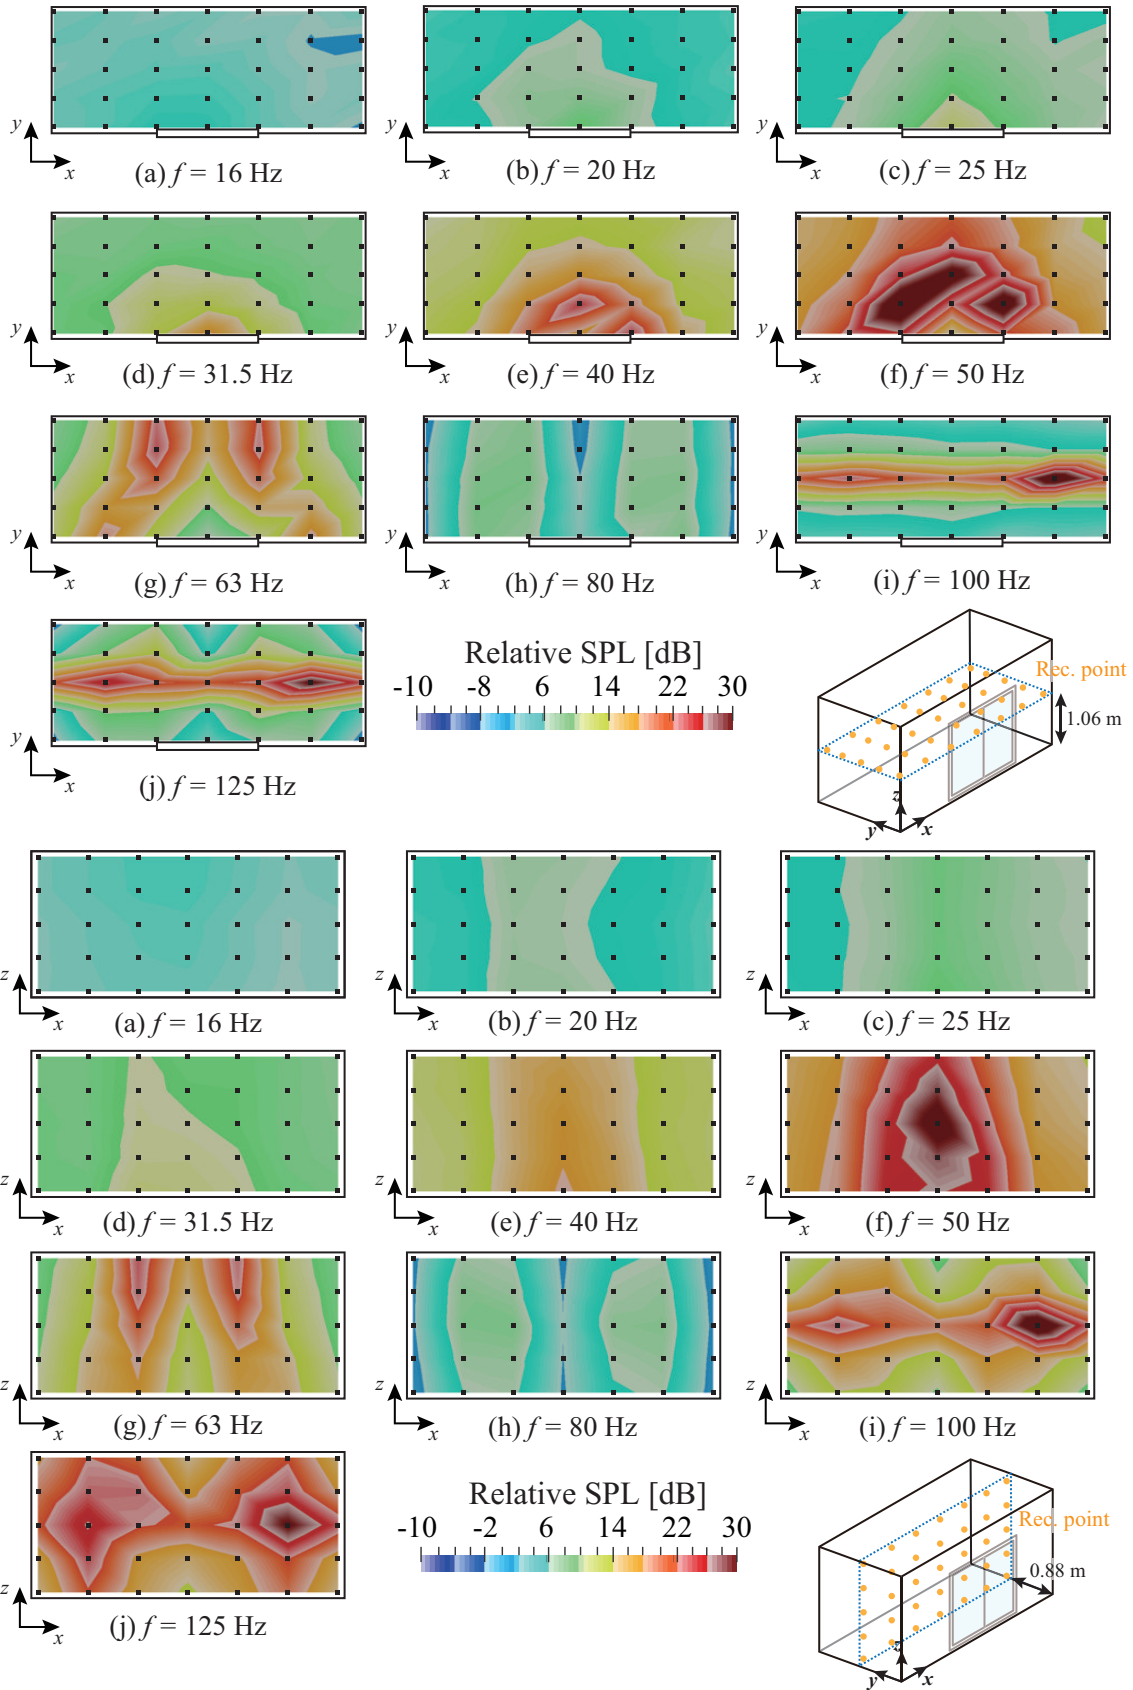 y
x
(a) f = 16 Hz
y
x
(b) f = 20 Hz
y
x
(c) f = 25 Hz
y
x
(d) f = 31.5 Hz
y
x
(e) f = 40 Hz
y
x
(f) f = 50 Hz
y
x
(g) f = 63 Hz
y
x
(h) f = 80 Hz
y
x
(i) f = 100 Hz
y
x
(j) f = 125 Hz
Relative SPL [dB]
-10 -8 6 14 22 30
Rec. point
1.06 m
z
y
x
z
x
(a) f = 16 Hz
z
x
(b) f = 20 Hz
z
x
(c) f = 25 Hz
z
x
(d) f = 31.5 Hz
z
x
(e) f = 40 Hz
z
x
(f) f = 50 Hz
z
x
(g) f = 63 Hz
z
x
(h) f = 80 Hz
z
x
(i) f = 100 Hz
z
x
(j) f = 125 Hz
Relative SPL [dB]
-10 -2 6 14 22 30
Rec. point
0.88 m
z
y
x